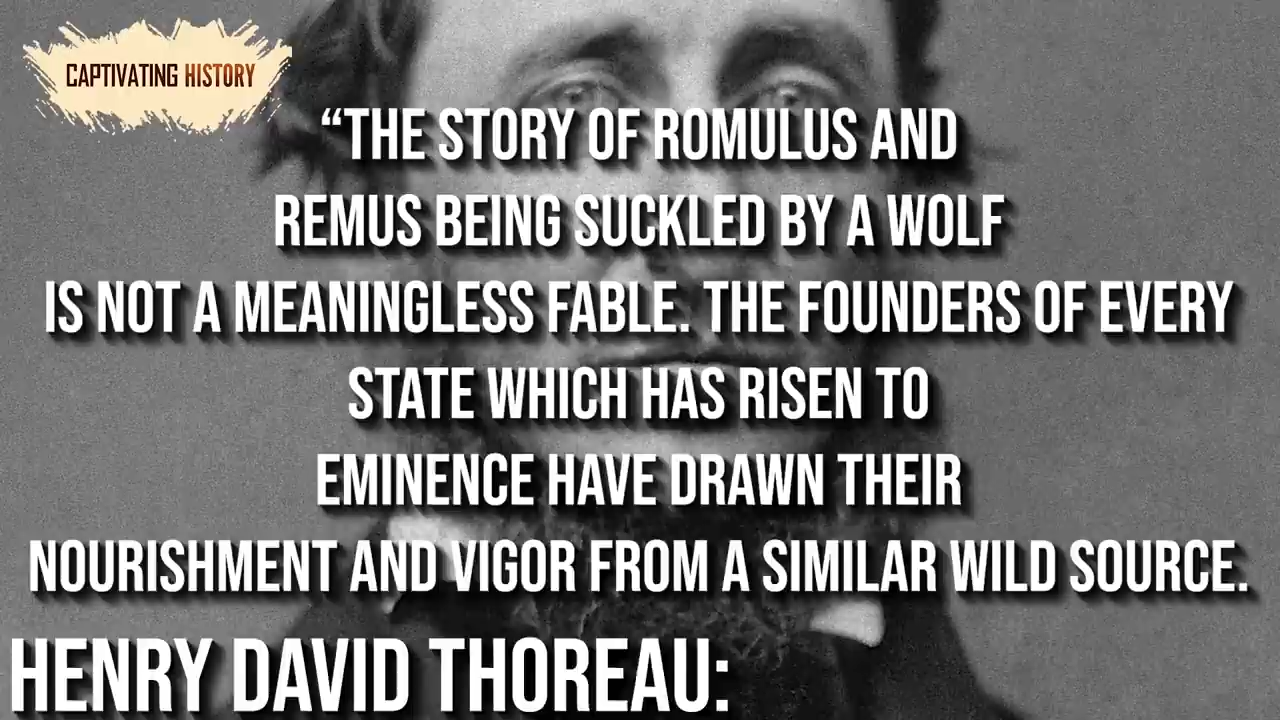 CAPTIVATING HISTORY
“THE STORY OF ROMULUS AND
REMUS BEING SUCKLED BY A WOLF
IS NOT A MEANINGLESS FABLE. THE FOUNDERS OF EVERY
STATE WHICH HAS RISEN TO
EMINENCE HAVE DRAWN THEIR
NOURISHMENT AND VIGOR FROM A SIMILAR WILD SOURCE.
HENRY DAVID THOREAU: